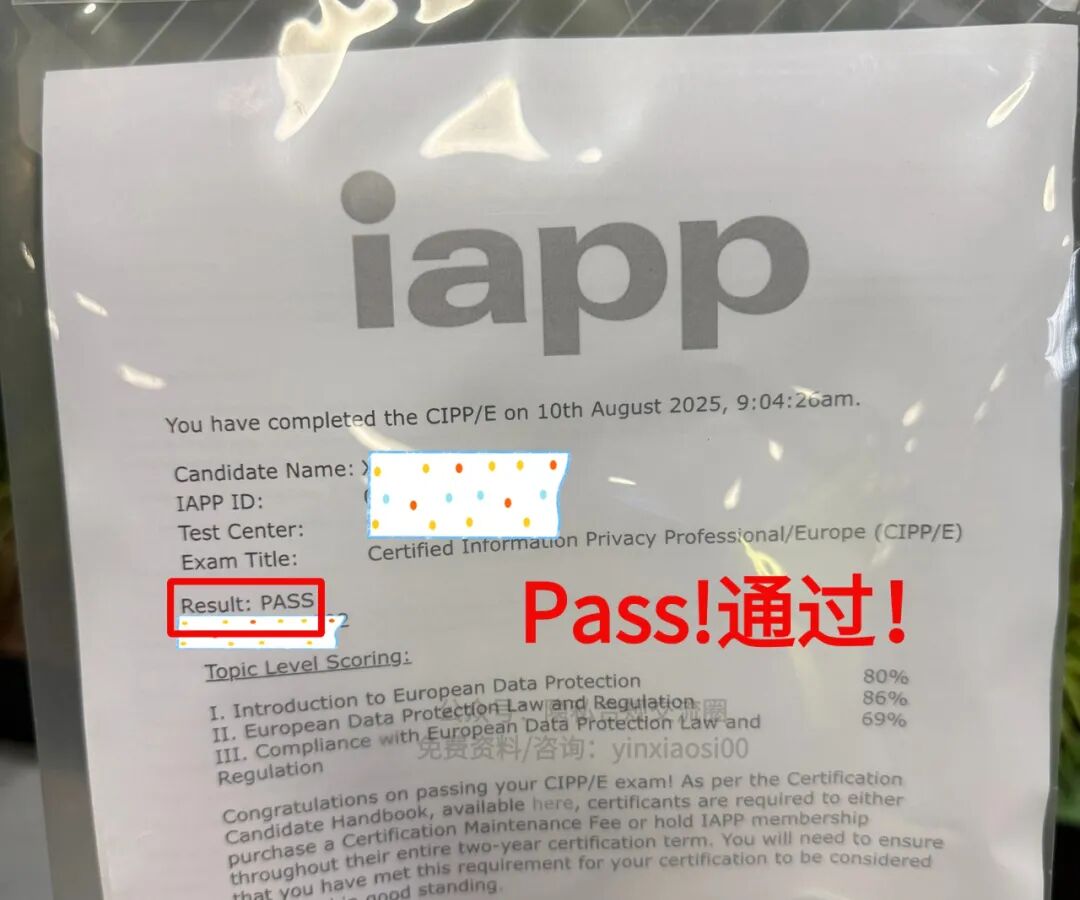 iapp
You have completed the CIPP/E on 10th August 2025, 9:04:26am.
Candidate Name:
IAPP ID:
Test Center:
Exam Title: Certified Information Privacy Professional/Europe (CIPP/E)
Result: PASS
Pass!通过!
2
Topic Level Scoring:
I. Introduction to European Data Protection 80%
II. European Data Protection Law and Regulation 86%
III. Compliance with European Data Protection Law and 69%
Regulation
公众号
免费资料/咨询：yinxiaosi00
Congratulations on passing your CIPP/E exam! As per the Certification
Candidate Handbook, available here, certificants are required to either
purchase a Certification Maintenance Fee or hold IAPP membership
throughout their entire two-year certification term. You will need to ensure
that you have met this requirement for your certification to be considered
good standing.